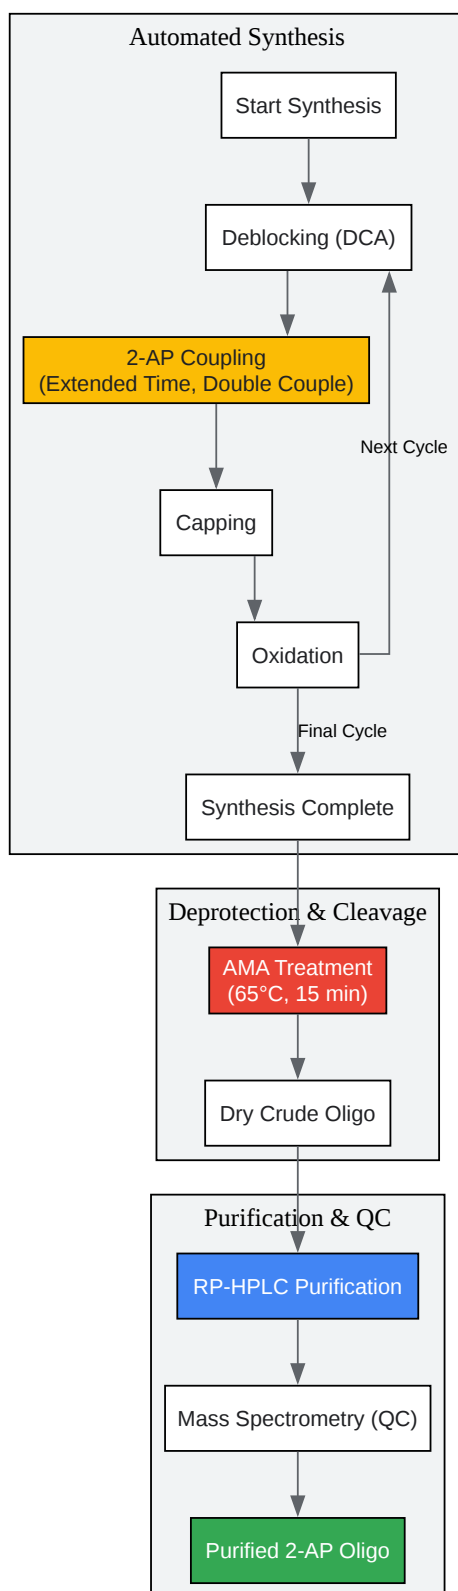 Automated Synthesis
Start Synthesis
Deblocking (DCA)
2-AP Coupling
(Extended Time, Double Couple)
Next Cycle
Capping
Oxidation
Final Cycle
Synthesis Complete
Deprotection & Cleavage
AMA Treatment
(65°C, 15 min)
Dry Crude Oligo
Purification & QC
RP-HPLC Purification
Mass Spectrometry (QC)
Purified 2-AP Oligo